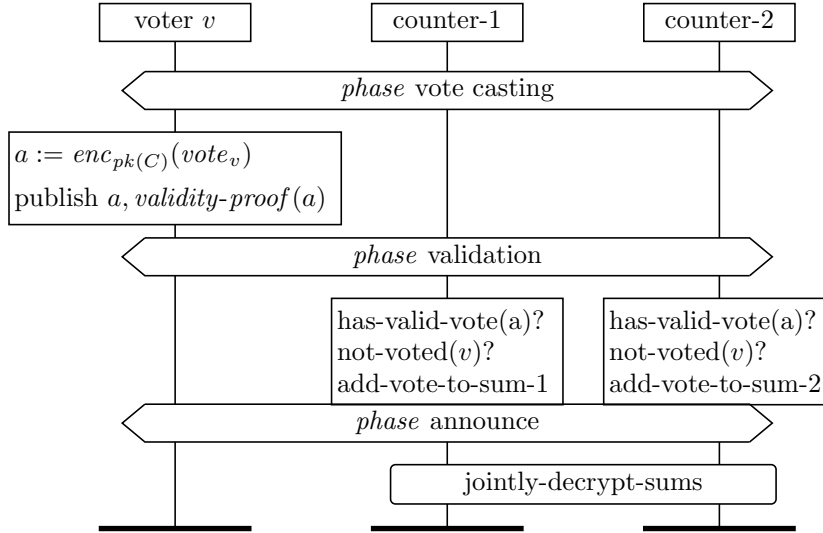 voter v counter-1 counter-2
phase vote casting
a := enc_{pk(C)}(vote_v)
publish a, validity-proof(a)
phase validation
has-valid-vote(a)? has-valid-vote(a)?
not-voted(v)? not-voted(v)?
add-vote-to-sum-1 add-vote-to-sum-2
phase announce
jointly-decrypt-sums